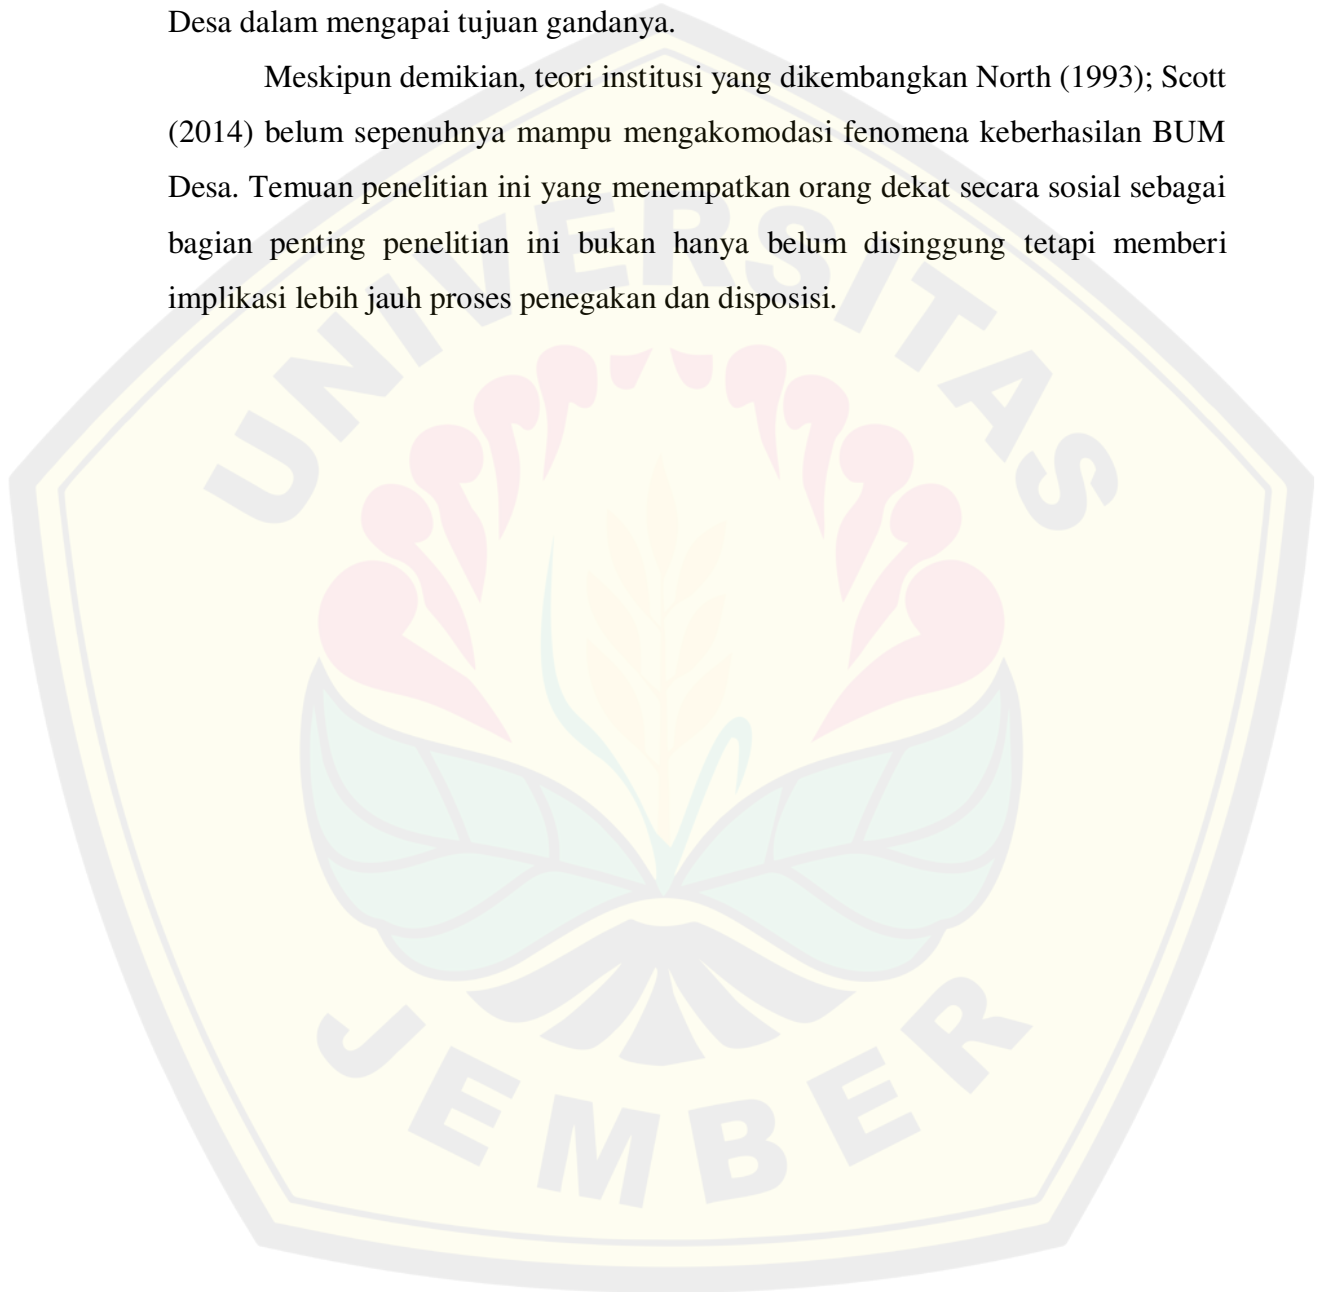 Desa dalam mengapai tujuan gandanya.
Meskipun demikian, teori institusi yang dikembangkan North (1993); Scott
(2014) belum sepenuhnya mampu mengakomodasi fenomena keberhasilan BUM
Desa. Temuan penelitian ini yang menempatkan orang dekat secara sosial sebagai
bagian penting penelitian ini bukan hanya belum disinggung tetapi memberi
implikasi lebih jauh proses penegakan dan disposisi.
UNIVERSITAS
JEMBER